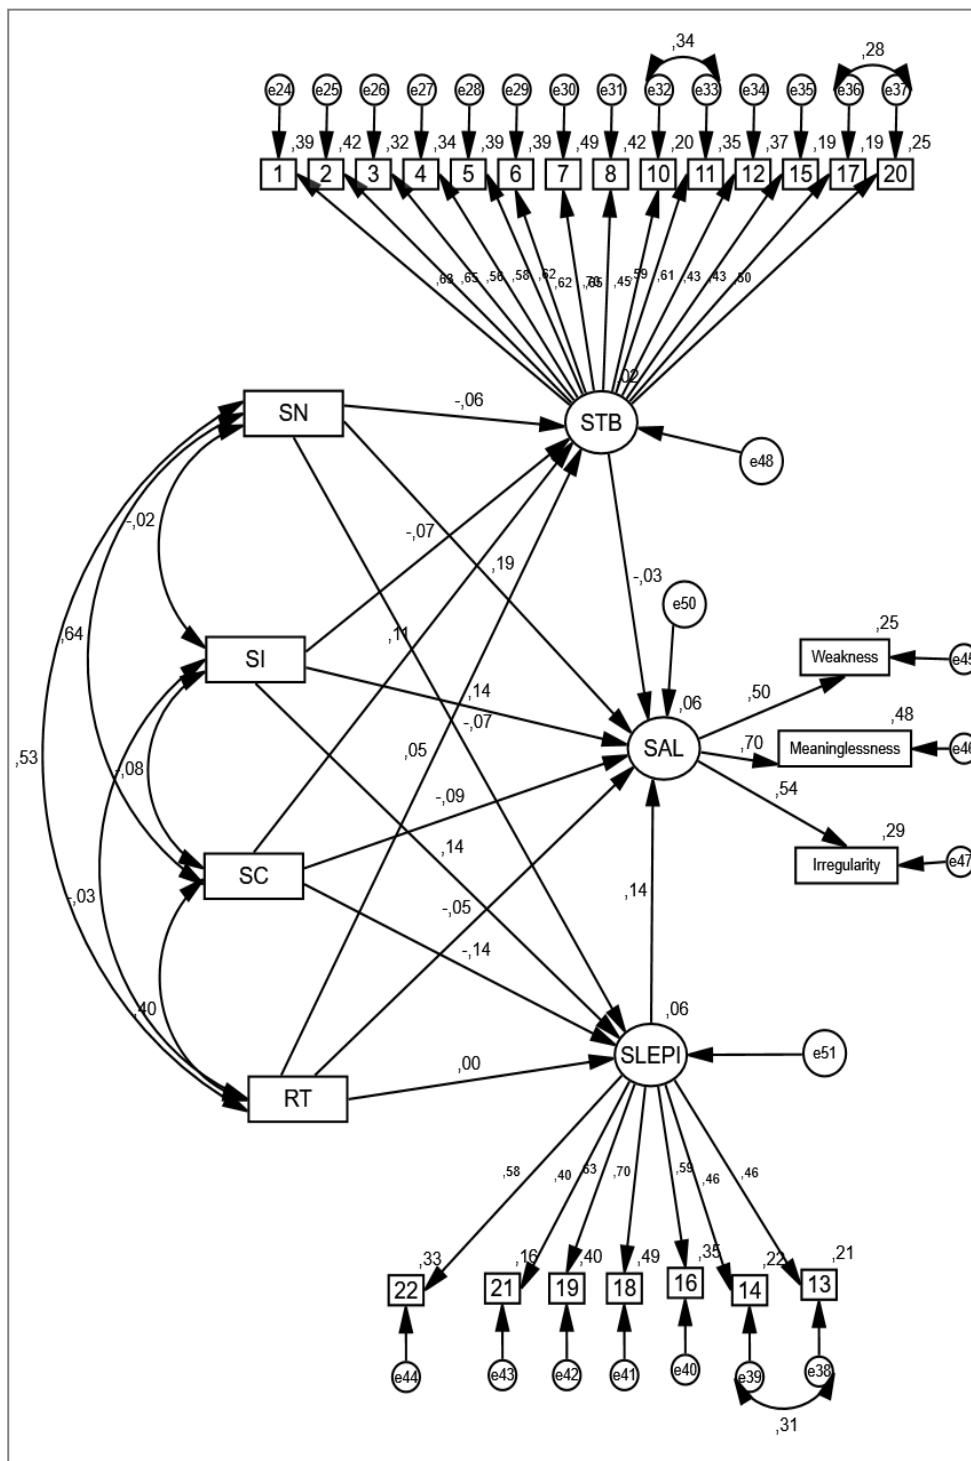 ,34
,28
e24 e25 e26 e27 e28 e29 e30 e31 e32 e33 e34 e35 e36 e37
,39 ,42 ,32 ,34 ,39 ,39 ,49 ,42 ,20 ,35 ,37 ,19 ,19 ,25
1 2 3 4 5 6 7 8 10 11 12 15 17 20
,63 ,65 ,56 ,58 ,62 ,62 ,70 ,65 ,45 ,59 ,61 ,43 ,43 ,50
,02
SN
-,06
STB
e48
-,02
-,07
,19
-,03
e50
,64
,11
,25
SI
Weakness
e45
,14
,50
,06
-,07
,48
,53
,05
SAL
,70
Meaninglessness
e46
-,08
-,09
,54
,14
,29
SC
Irregularity
e47
-,03
-,05
,14
-,14
,40
,06
,00
SLEPI
e51
RT
,58 ,40 ,63 ,70 ,59 ,46 ,46
,33 ,16 ,40 ,49 ,35 ,22 ,21
22 21 19 18 16 14 13
e44 e43 e42 e41 e40 e39 e38
,31